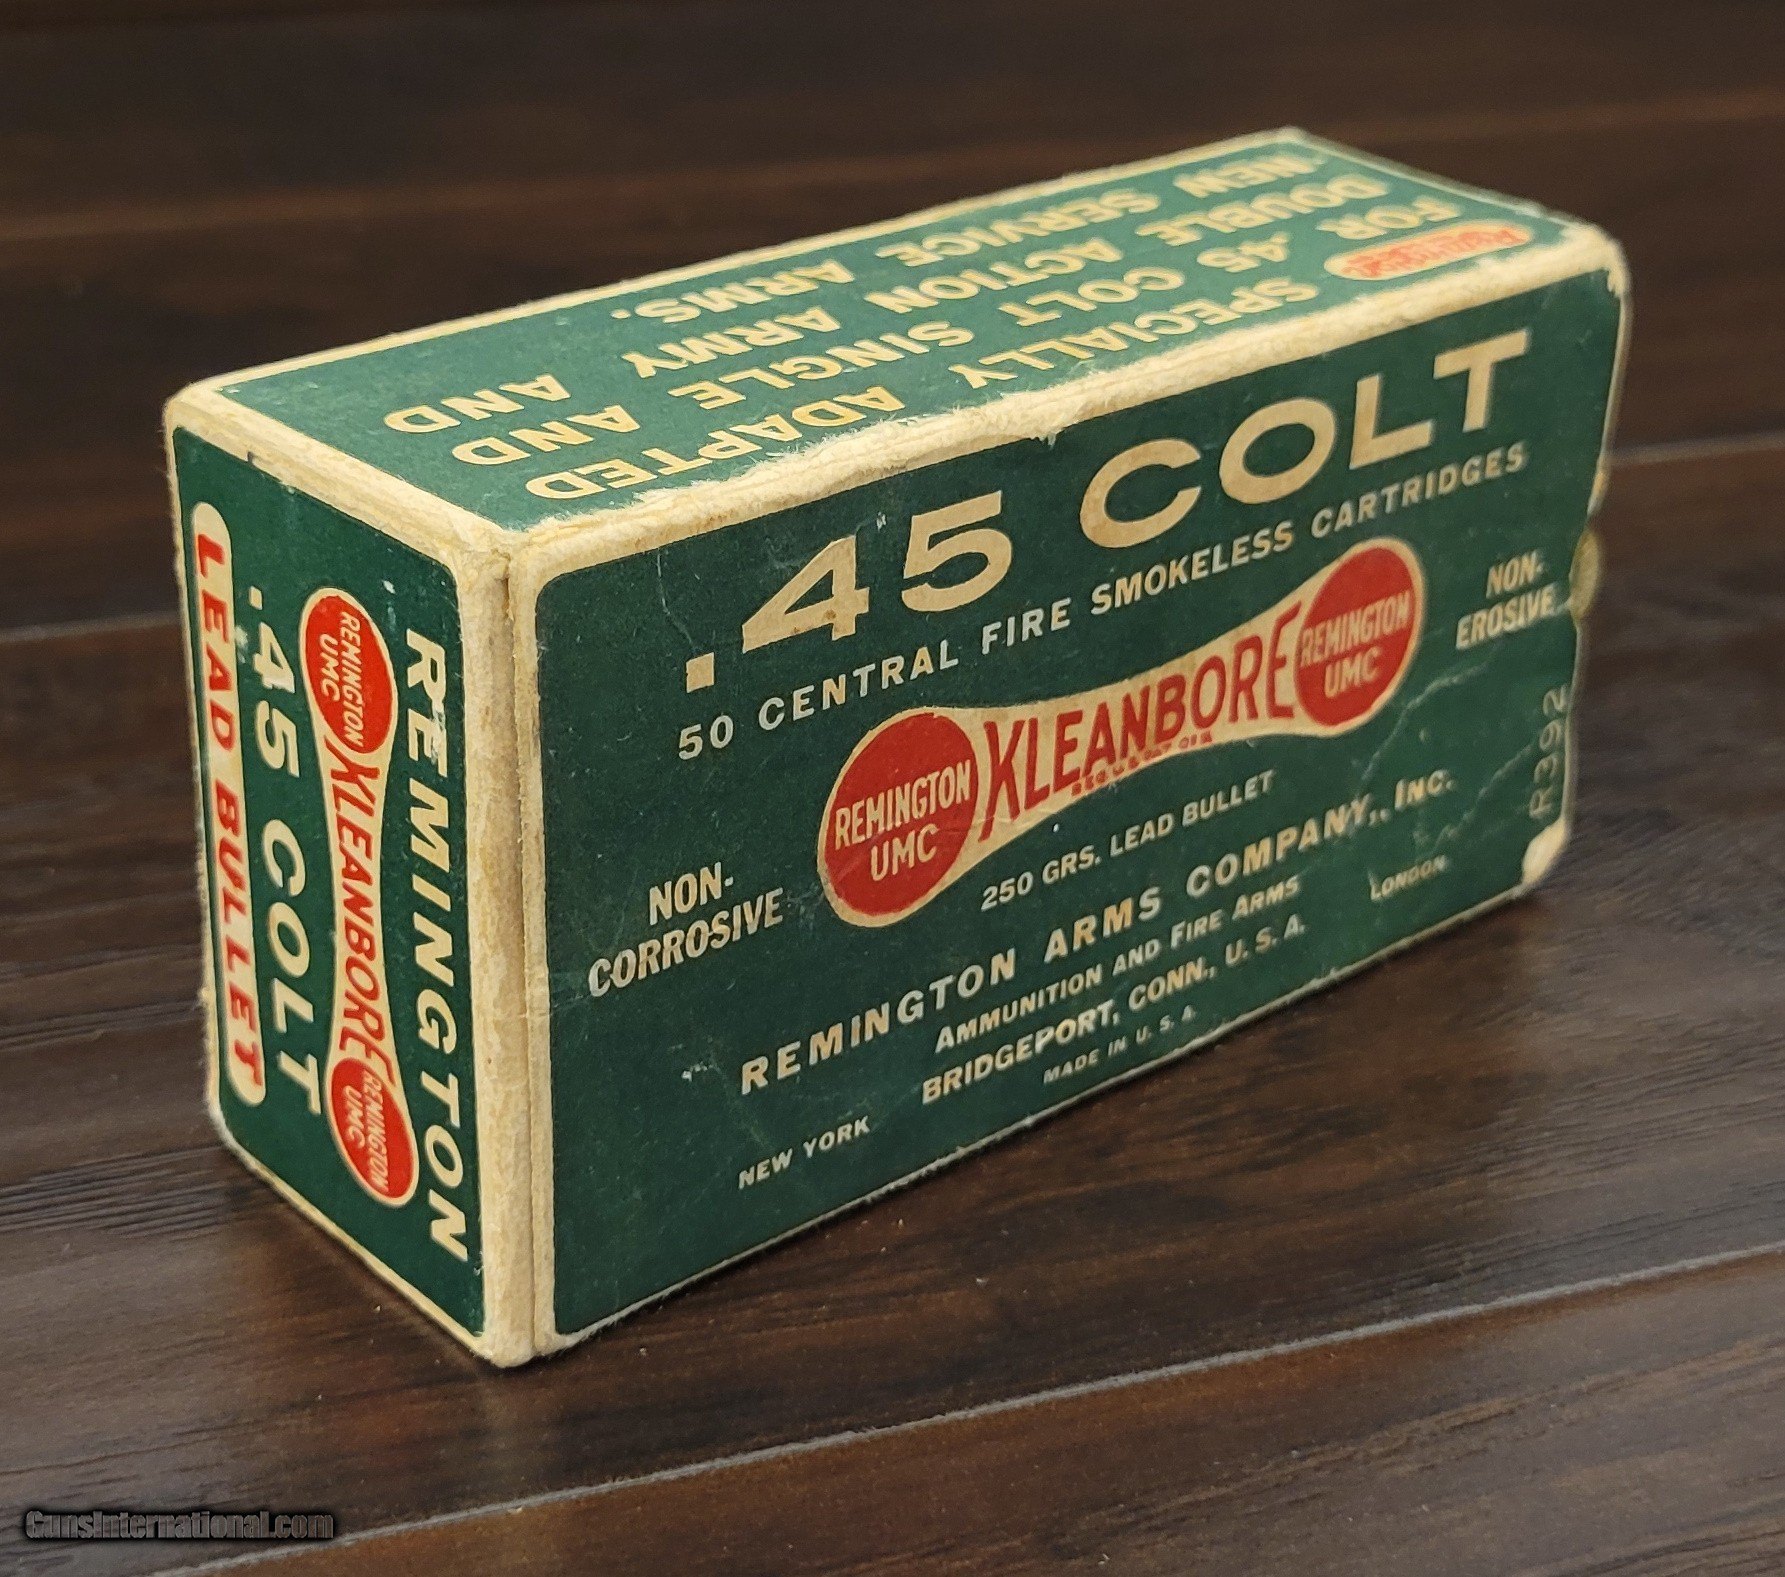 FOR .45 COLT SINGLE ARMY AND
DOUBLE ACTION ARMY AND
NEW SERVICE ARMS.
SPECIALLY ADAPTED
.45 COLT
50 CENTRAL FIRE SMOKELESS CARTRIDGES
NON-
CORROSIVE
REMINGTON
UMC
KLEANBORE
REG. U.S. PAT. OFF.
REMINGTON
UMC
NON-
EROSIVE
250 GRS. LEAD BULLET
REMINGTON ARMS COMPANY., INC.
AMMUNITION AND FIRE ARMS
BRIDGEPORT, CONN., U. S. A.
MADE IN U. S. A.
NEW YORK
LONDON
R392
REMINGTON
REMINGTON
UMC
KLEANBORE
REMINGTON
UMC
.45 COLT
LEAD BULLET
GunsInternational.com